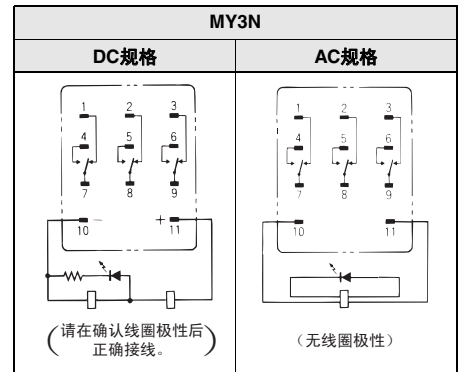 MY3N
DC规格 AC规格
1 2 3
4 5 6
7 8 9
10 － + 11
1 2 3
4 5 6
7 8 9
10 11
(请在确认线圈极性后
正确接线。)
(无线圈极性)